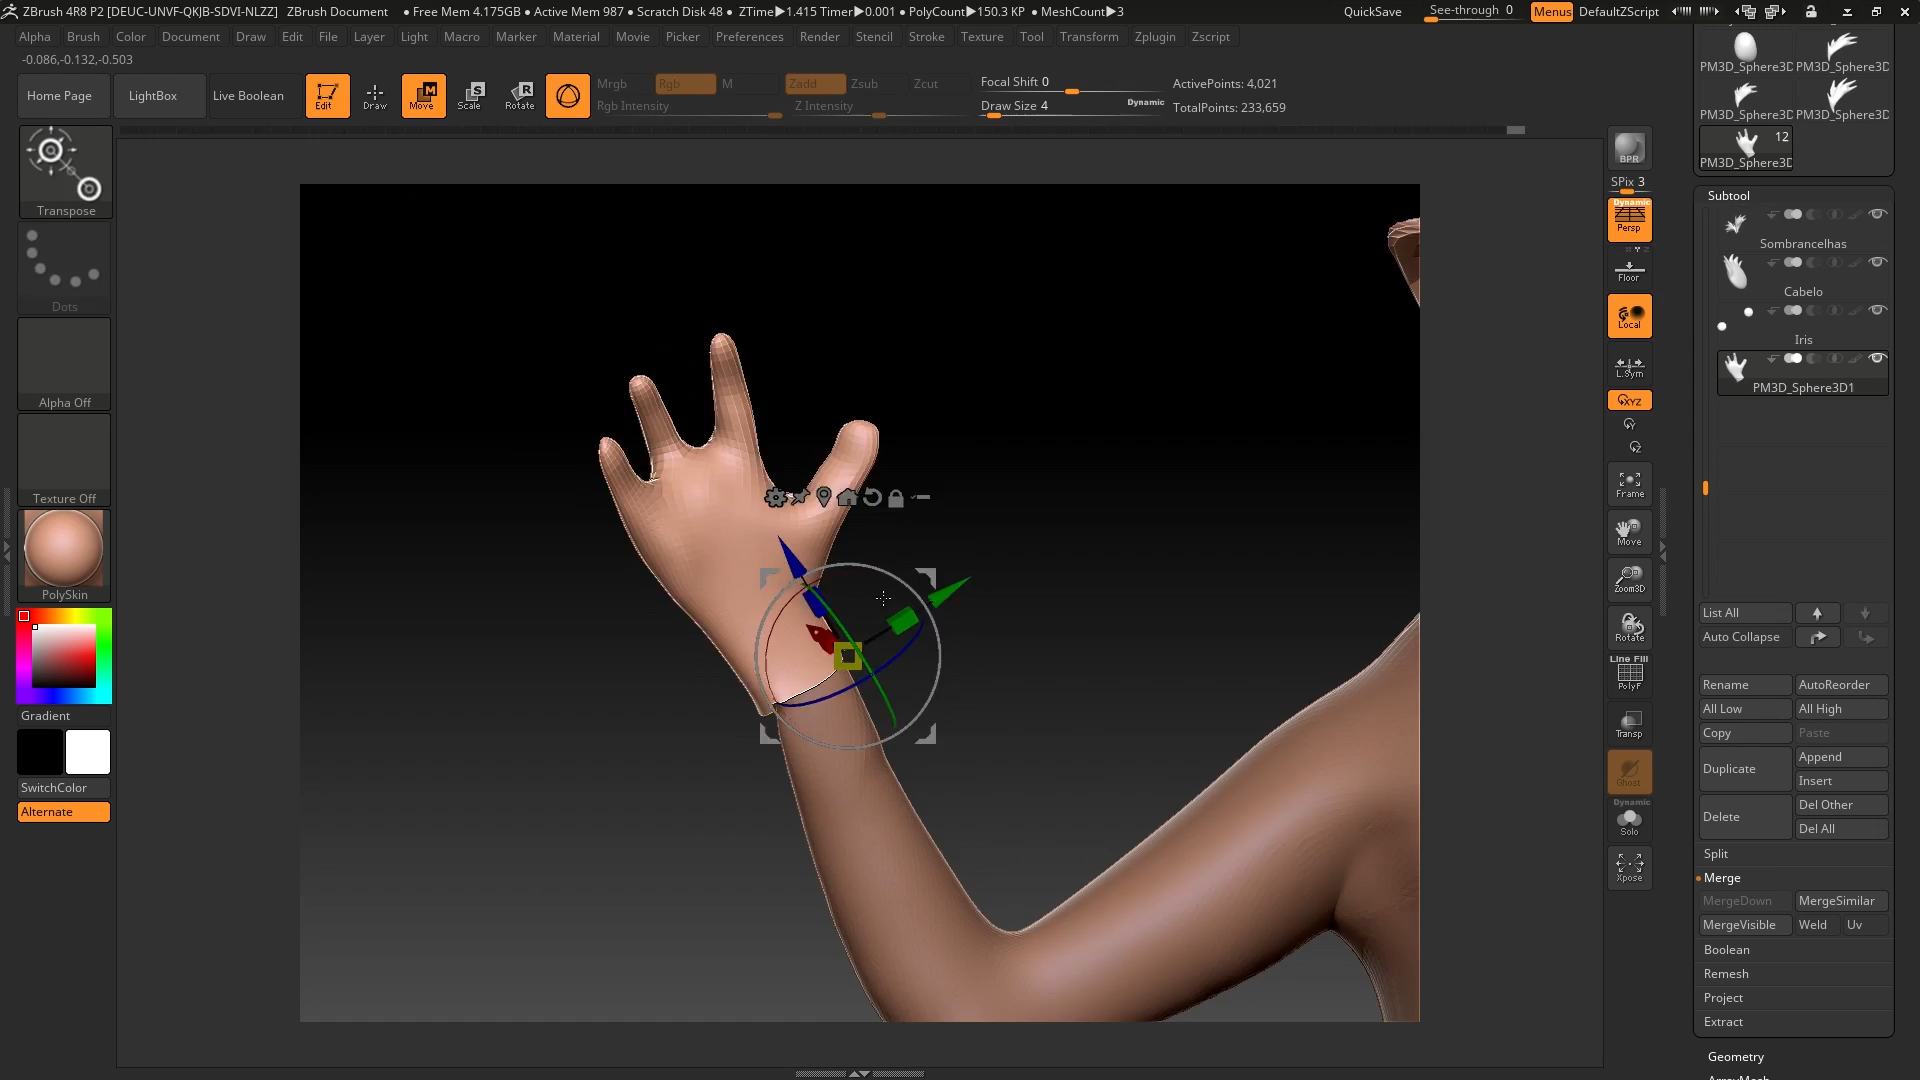 ZBrush 4R8 P2 [DEUC-UNVF-QKJB-SDVI-NLZZ] ZBrush Document • Free Mem 4.175GB • Active Mem 987 • Scratch Disk 48 • ZTime▶1.415 Timer▶0.001 • PolyCount▶150.3 KP • MeshCount▶3 QuickSave See-through 0 Menus DefaultZScript
Alpha Brush Color Document Draw Edit File Layer Light Macro Marker Material Movie Picker Preferences Render Stencil Stroke Texture Tool Transform Zplugin Zscript
-0.086,-0.132,-0.503
Home Page LightBox Live Boolean Edit Draw Move Scale Rotate
Mrgb Rgb M Zadd Zsub Zcut
Rgb Intensity Z Intensity
Focal Shift 0
Draw Size 4 Dynamic
ActivePoints: 4,021
TotalPoints: 233,659
Transpose
Dots
Alpha Off
Texture Off
PolySkin
Gradient
SwitchColor
Alternate
BPR
SPix 3
Dynamic
Persp
Floor
Local
L.Sym
XYZ
Y
Z
Frame
Move
Zoom3D
Rotate
Line Fill
PolyF
Transp
Ghost
Dynamic
Solo
Xpose
PM3D_Sphere3D PM3D_Sphere3D
PM3D_Sphere3D PM3D_Sphere3D
12
PM3D_Sphere3D
Subtool
Sombrancelhas
Cabelo
Iris
PM3D_Sphere3D1
List All
Auto Collapse
Rename AutoReorder
All Low All High
Copy Paste
Duplicate Append
Insert
Delete Del Other
Del All
Split
Merge
MergeDown MergeSimilar
MergeVisible Weld Uv
Boolean
Remesh
Project
Extract
Geometry
ArrayMesh